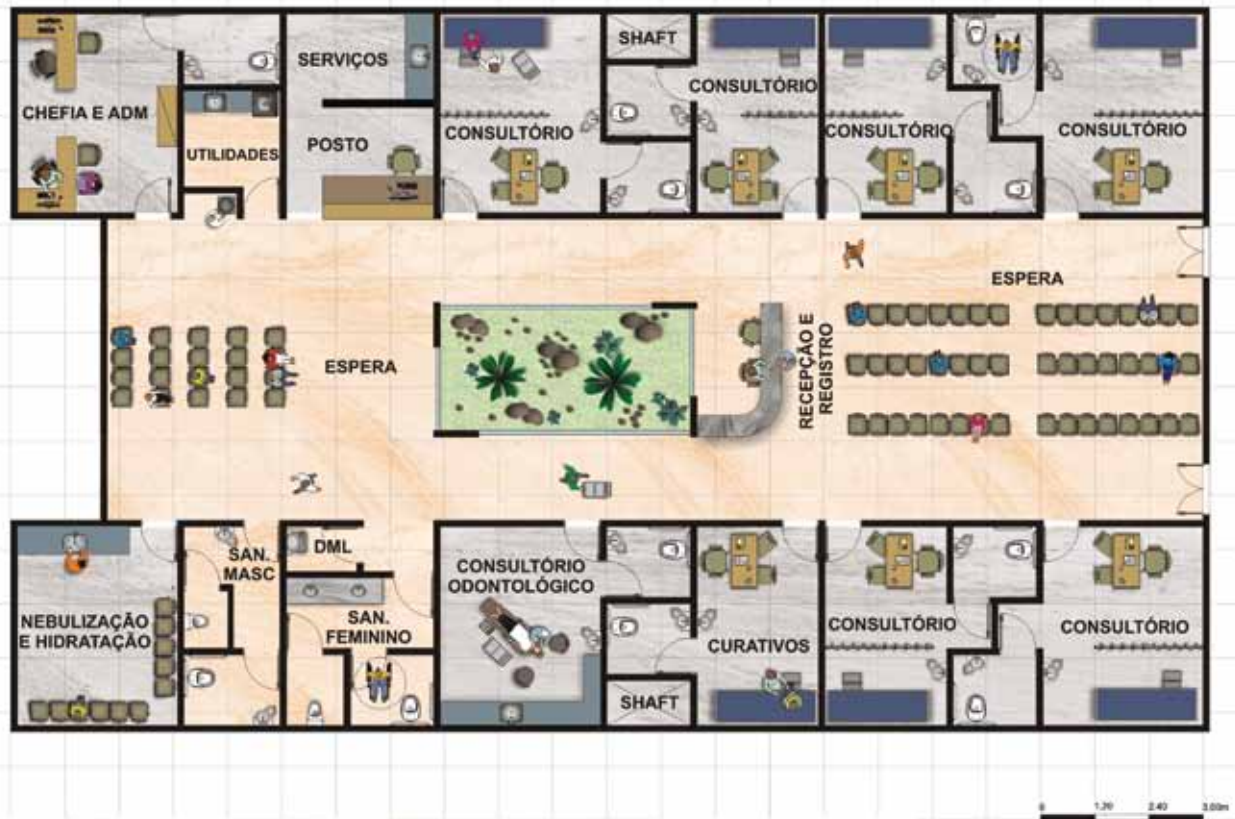 SHAFT
SERVIÇOS
CONSULTÓRIO
CHEFIA E ADM
CONSULTÓRIO
CONSULTÓRIO
CONSULTÓRIO
POSTO
UTILIDADES
ESPERA
ESPERA
RECEPÇÃO E
REGISTRO
SAN.
MASC
DML
CONSULTÓRIO
ODONTOLÓGICO
NEBULIZAÇÃO
E HIDRATAÇÃO
SAN.
FEMININO
CURATIVOS
CONSULTÓRIO
CONSULTÓRIO
SHAFT
0 1,20 2,40 3,60m